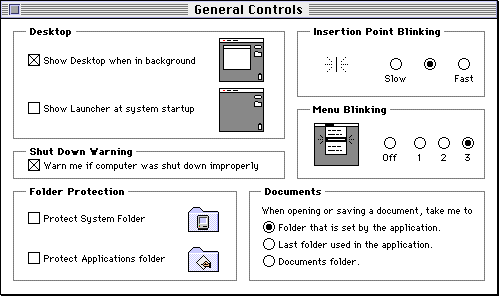 General Controls
Desktop
Show Desktop when in background
Show Launcher at system startup
Shut Down Warning
Warn me if computer was shut down improperly
Folder Protection
Protect System Folder
Protect Applications folder
Insertion Point Blinking
Slow Fast
Menu Blinking
Off 1 2 3
Documents
When opening or saving a document, take me to
Folder that is set by the application.
Last folder used in the application.
Documents folder.